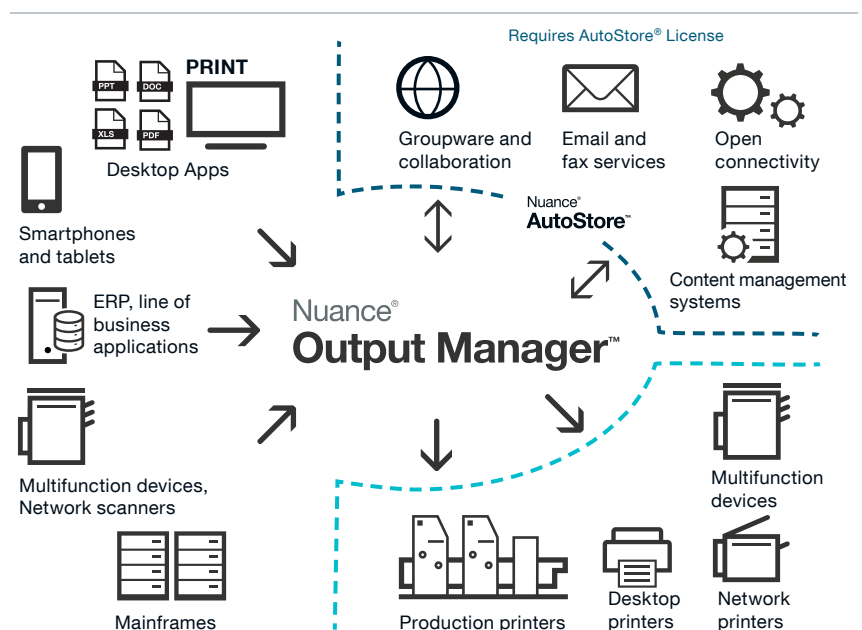 Requires AutoStore® License
PRINT
PPT
DOC
XLS
PDF
Desktop Apps
Groupware and
collaboration
Email and
fax services
Open
connectivity
Smartphones
and tablets
Nuance®
AutoStore™
Content management
systems
ERP, line of
business
applications
Nuance®
Output Manager™
Multifunction devices,
Network scanners
Multifunction
devices
Mainframes
Production printers
Desktop
printers
Network
printers